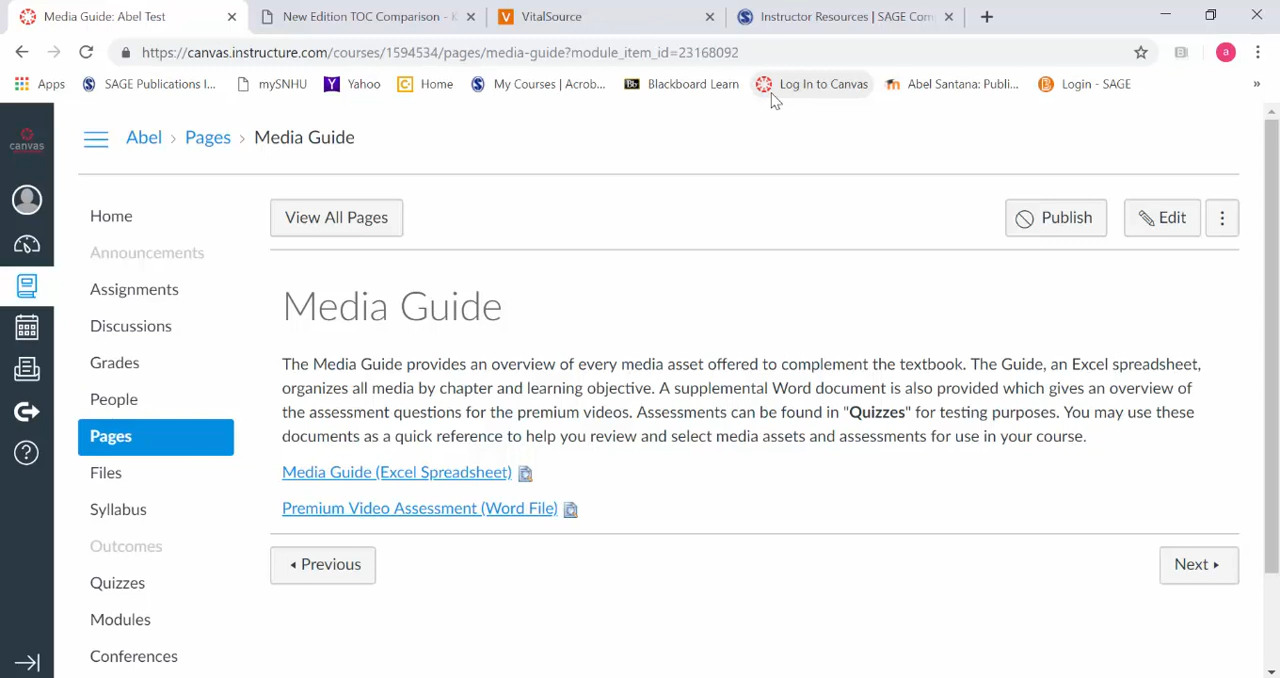 Media Guide: Abel Test
New Edition TOC Comparison - K
VitalSource
Instructor Resources | SAGE Com
https://canvas.instructure.com/courses/1594534/pages/media-guide?module_item_id=23168092
a
Apps
SAGE Publications I...
mySNHU
Yahoo
Home
My Courses | Acrob...
Blackboard Learn
Log In to Canvas
Abel Santana: Publi...
Login - SAGE
»
canvas
Abel › Pages › Media Guide
Home
Announcements
Assignments
Discussions
Grades
People
Pages
Files
Syllabus
Outcomes
Quizzes
Modules
Conferences
View All Pages
Publish
Edit
Media Guide
The Media Guide provides an overview of every media asset offered to complement the textbook. The Guide, an Excel spreadsheet,
organizes all media by chapter and learning objective. A supplemental Word document is also provided which gives an overview of
the assessment questions for the premium videos. Assessments can be found in "Quizzes" for testing purposes. You may use these
documents as a quick reference to help you review and select media assets and assessments for use in your course.
Media Guide (Excel Spreadsheet)
Premium Video Assessment (Word File)
Previous
Next